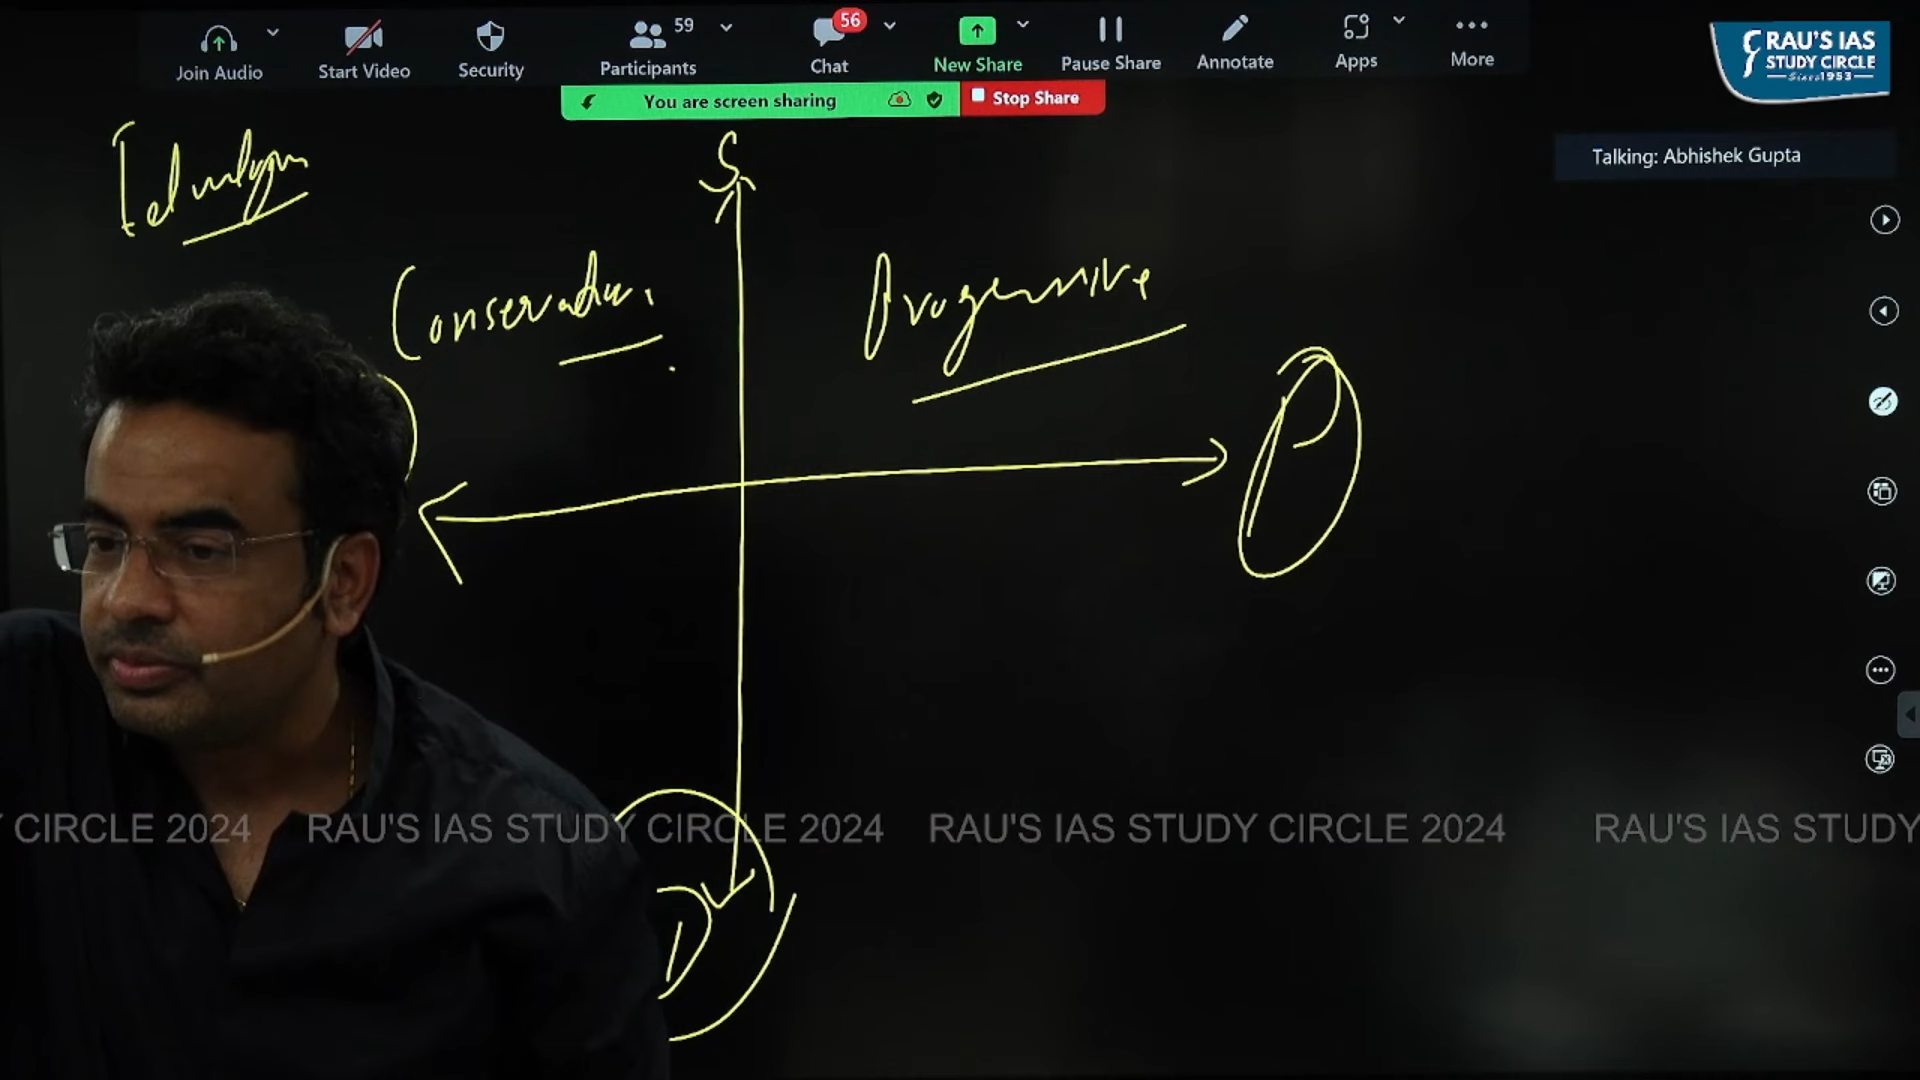 Join Audio
Start Video
Security
Participants 59
Chat 56
New Share
Pause Share
Annotate
Apps
More
RAU'S IAS
STUDY CIRCLE
Since 1953
You are screen sharing
Stop Share
Talking: Abhishek Gupta
S
Progressive
P
CIRCLE 2024 RAU'S IAS STUDY CIRCLE 2024 RAU'S IAS STUDY CIRCLE 2024 RAU'S IAS STUDY
D